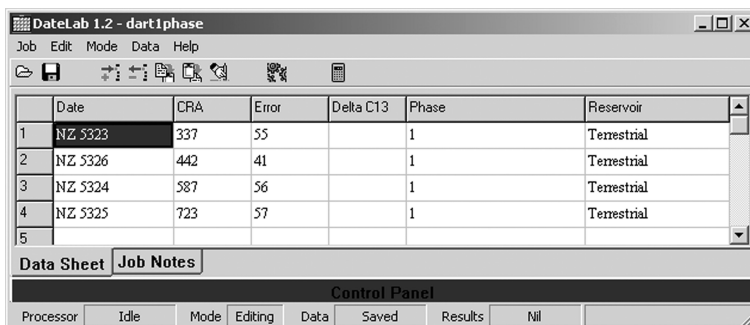 DateLab 1.2 - dart1phase
Job Edit Mode Data Help
Date CRA Error Delta C13 Phase Reservoir
1 NZ 5323 337 55 1 Terrestrial
2 NZ 5326 442 41 1 Terrestrial
3 NZ 5324 587 56 1 Terrestrial
4 NZ 5325 723 57 1 Terrestrial
5
Data Sheet Job Notes
Control Panel
Processor Idle Mode Editing Data Saved Results Nil